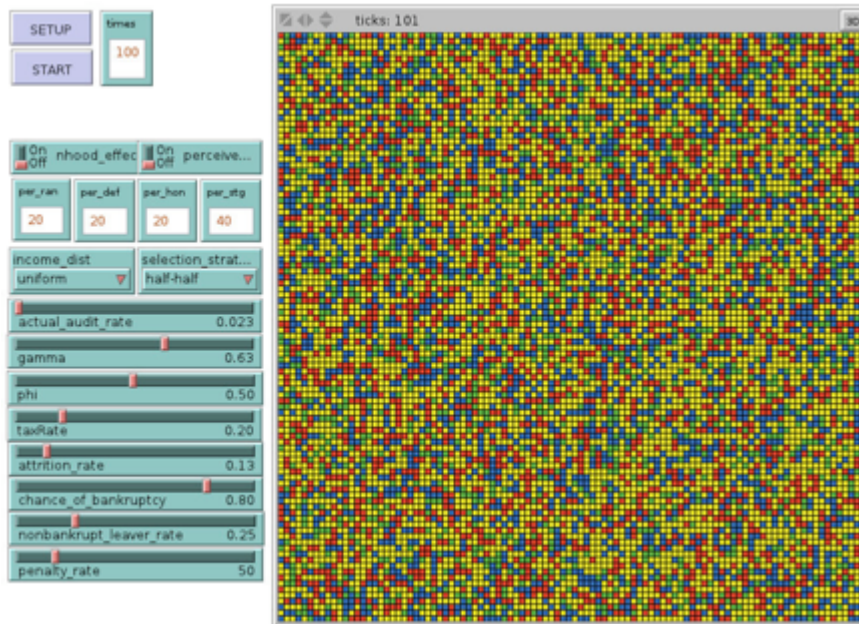 SETUP
START
times
100
ticks: 101
On
Off
nhood_effec
On
Off
perceive...
per_ran
20
per_def
20
per_hon
20
per_stg
40
income_dist
uniform
selection_strat...
half-half
actual_audit_rate 0.023
gamma 0.63
phi 0.50
taxRate 0.20
attrition_rate 0.13
chance_of_bankruptcy 0.80
nonbankrupt_leaver_rate 0.25
penalty_rate 50